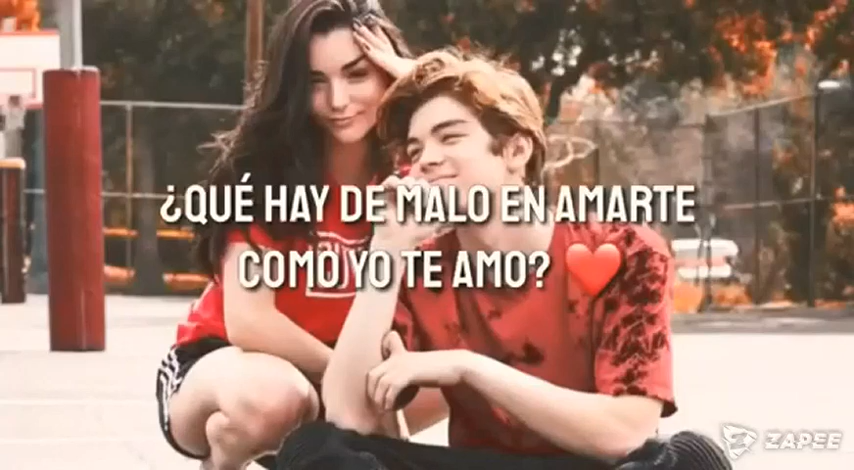 ¿QUÉ HAY DE MALO EN AMARTE
COMO YO TE AMO? ❤️
ZAPEE